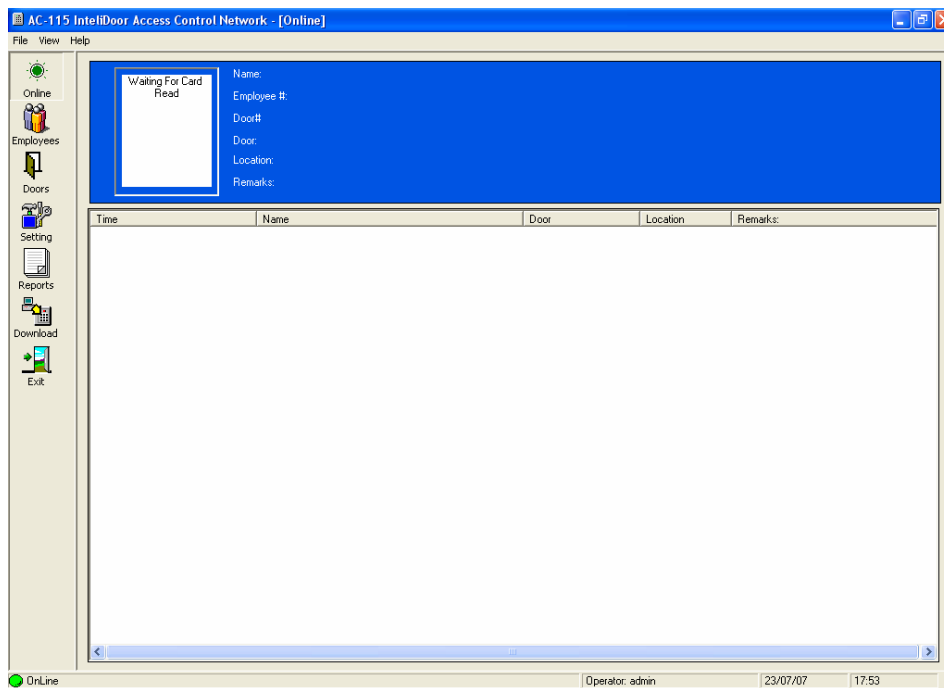 AC-115 InteliDoor Access Control Network - [Online]
File View Help
Online
Employees
Doors
Setting
Reports
Download
Exit
Waiting For Card
Read
Name:
Employee #:
Door#
Door:
Location:
Remarks:
Time Name Door Location Remarks:
OnLine Operator: admin 23/07/07 17:53